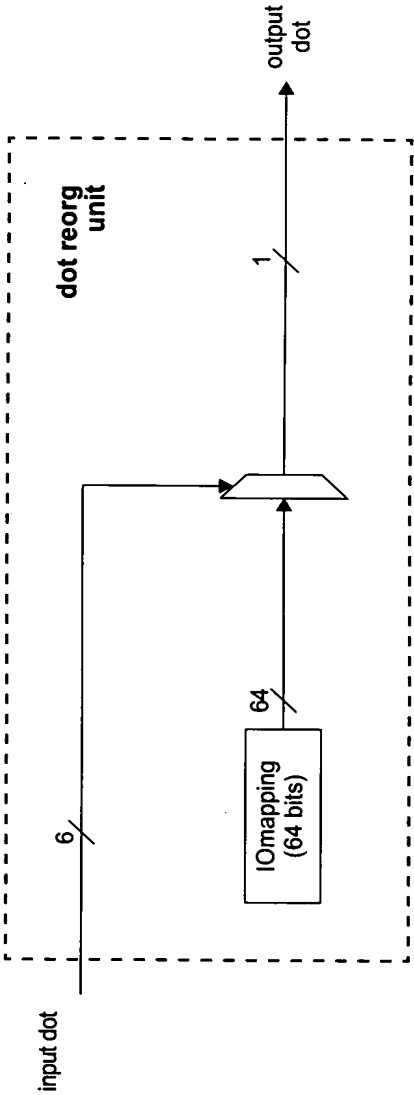 input dot
6
IOmapping
(64 bits)
64
dot reorg
unit
1
output
dot